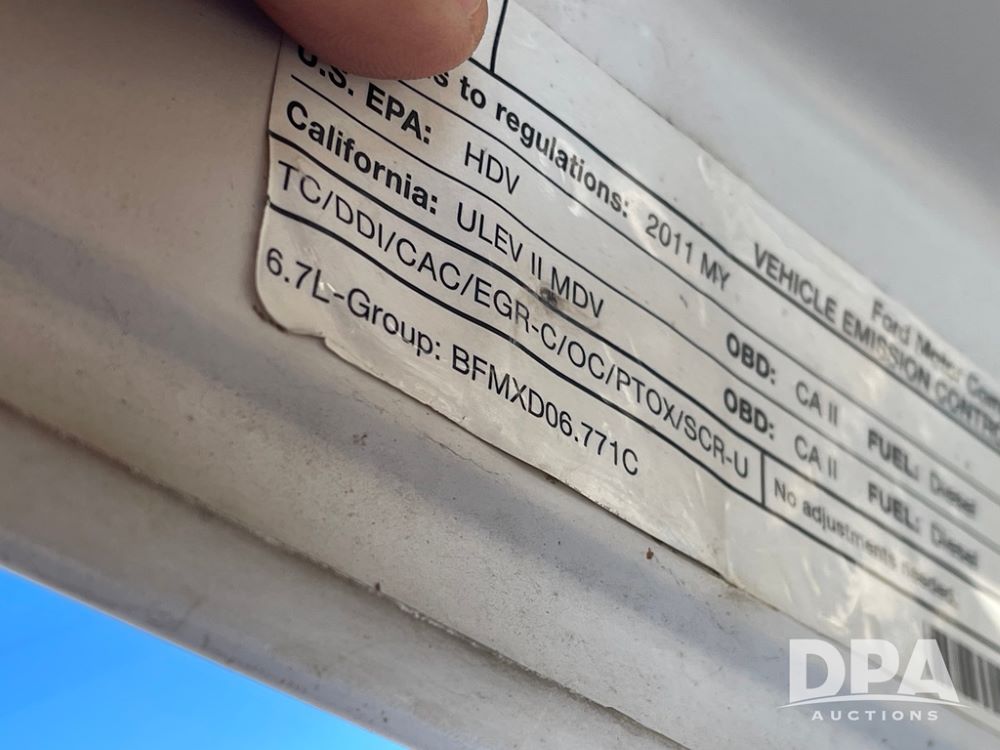 Ford Motor Com
VEHICLE EMISSION CONTR
s to regulations: 2011 MY
U.S. EPA: HDV OBD: CA II FUEL: Diesel
California: ULEV II MDV OBD: CA II FUEL: Diesel
TC/DDI/CAC/EGR-C/OC/PTOX/SCR-U
No adjustments needed.
6.7L-Group: BFMXD06.771C
DPA
AUCTIONS